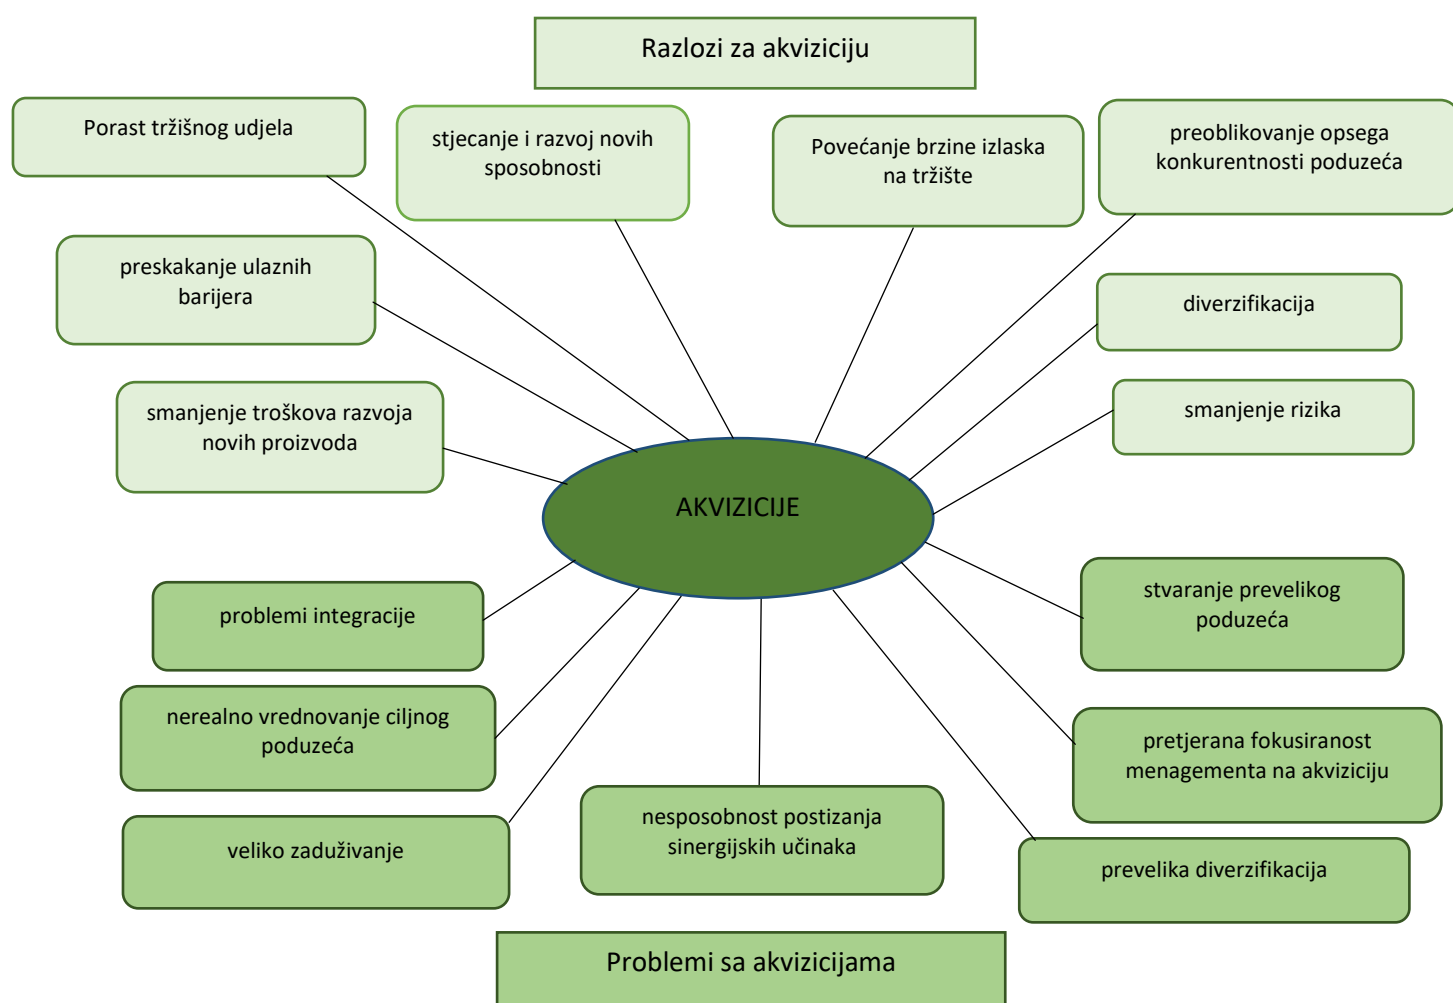 Razlozi za akviziciju
Porast tržišnog udjela
stjecanje i razvoj novih
sposobnosti
Povećanje brzine izlaska
na tržište
preoblikovanje opsega
konkurentnosti poduzeća
preskakanje ulaznih
barijera
diverzifikacija
smanjenje troškova razvoja
novih proizvoda
smanjenje rizika
AKVIZICIJE
problemi integracije
stvaranje prevelikog
poduzeća
nerealno vrednovanje ciljnog
poduzeća
pretjerana fokusiranost
menagementa na akviziciju
veliko zaduživanje
nesposobnost postizanja
sinergijskih učinaka
prevelika diverzifikacija
Problemi sa akvizicijama